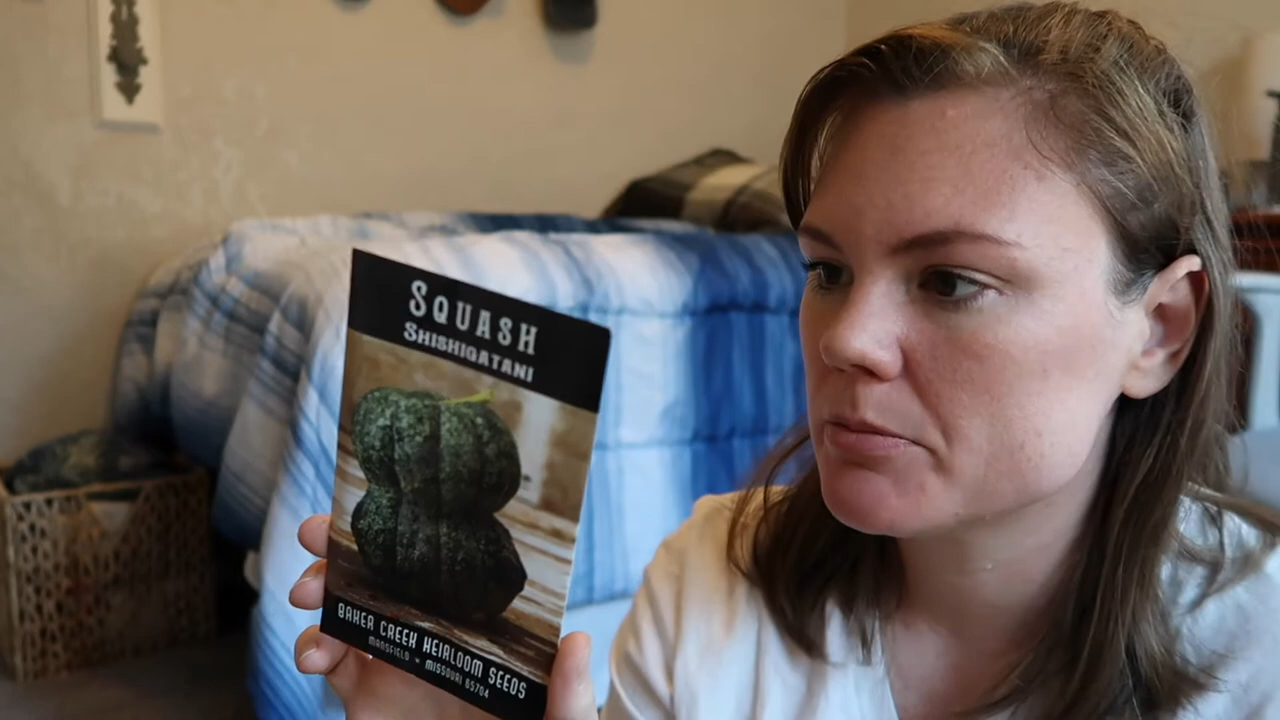 SQUASH
SHISHIGATANI
BAKER CREEK HEIRLOOM SEEDS
MANSFIELD ~ MISSOURI 65704